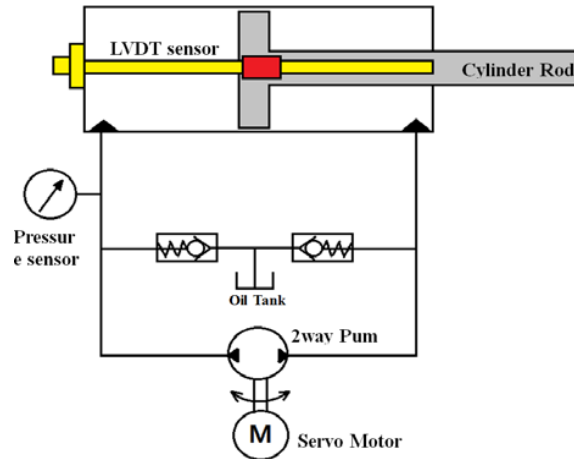 LVDT sensor
Cylinder Rod
Pressur
e sensor
Oil Tank
2way Pum
M
Servo Motor